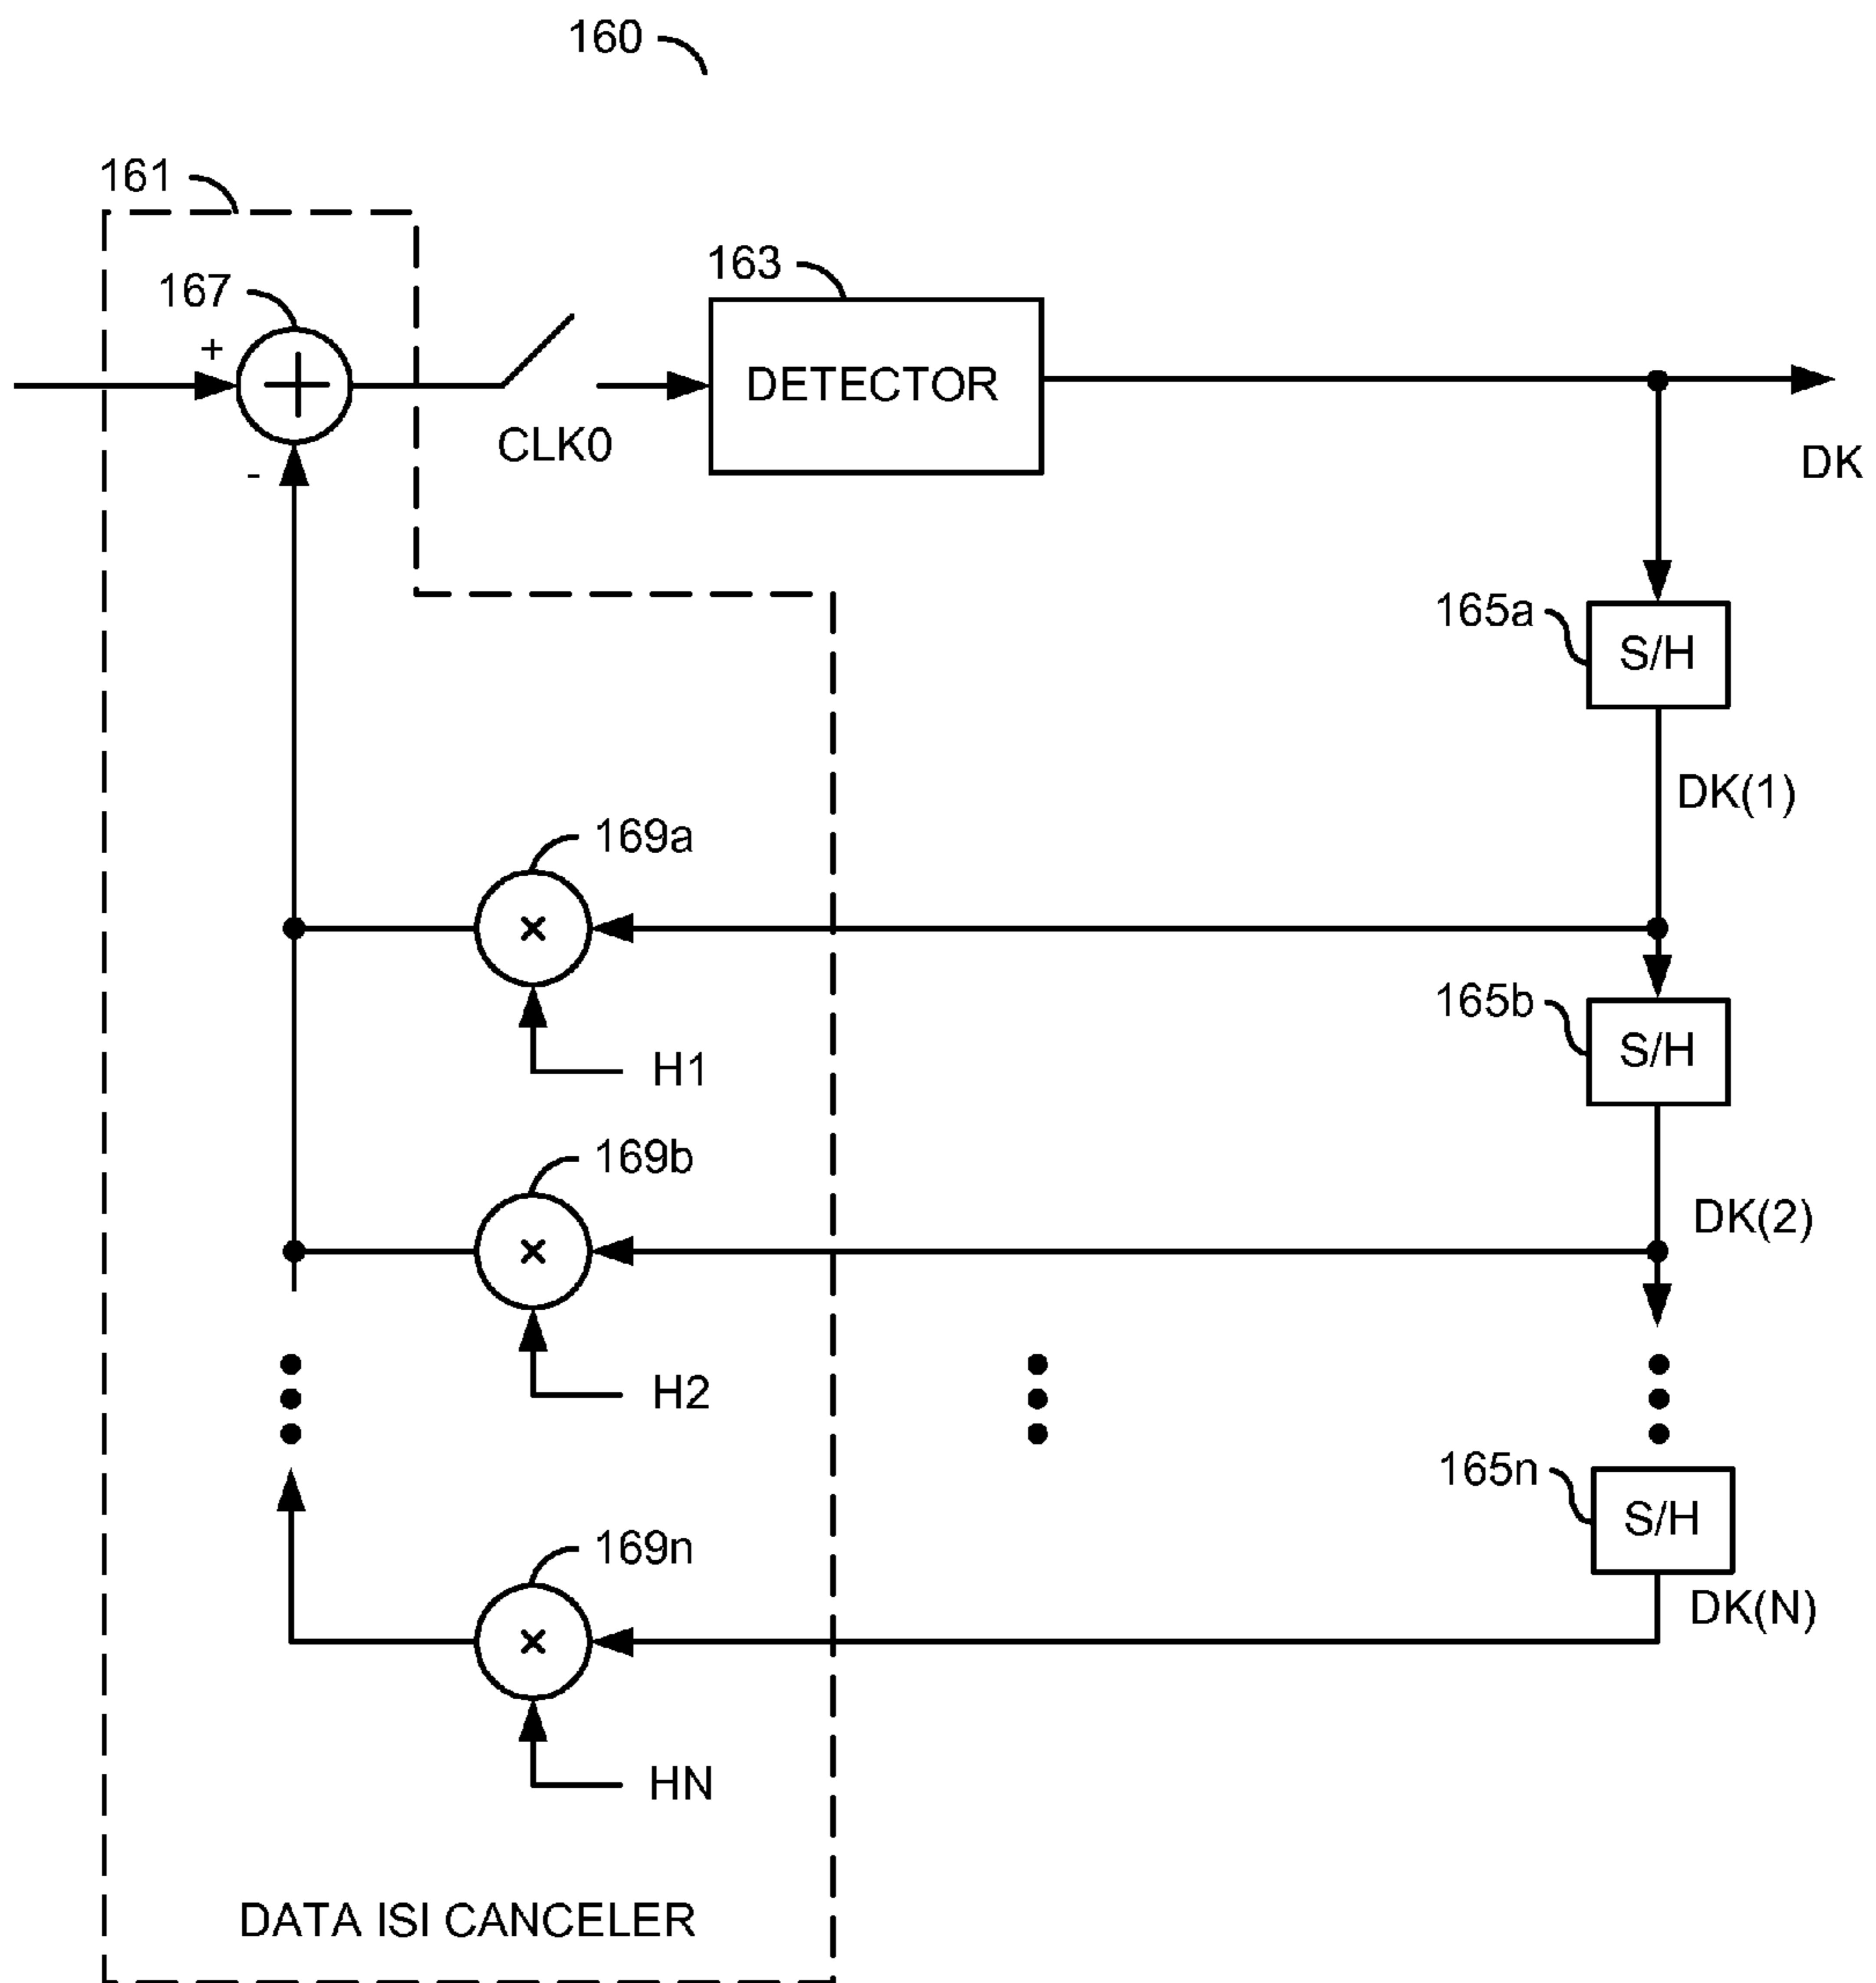 160
161
167
+
+
-
CLK0
163
DETECTOR
DK
165a
S/H
DK(1)
169a
×
H1
165b
S/H
DK(2)
169b
×
H2
165n
S/H
DK(N)
169n
×
HN
DATA ISI CANCELER